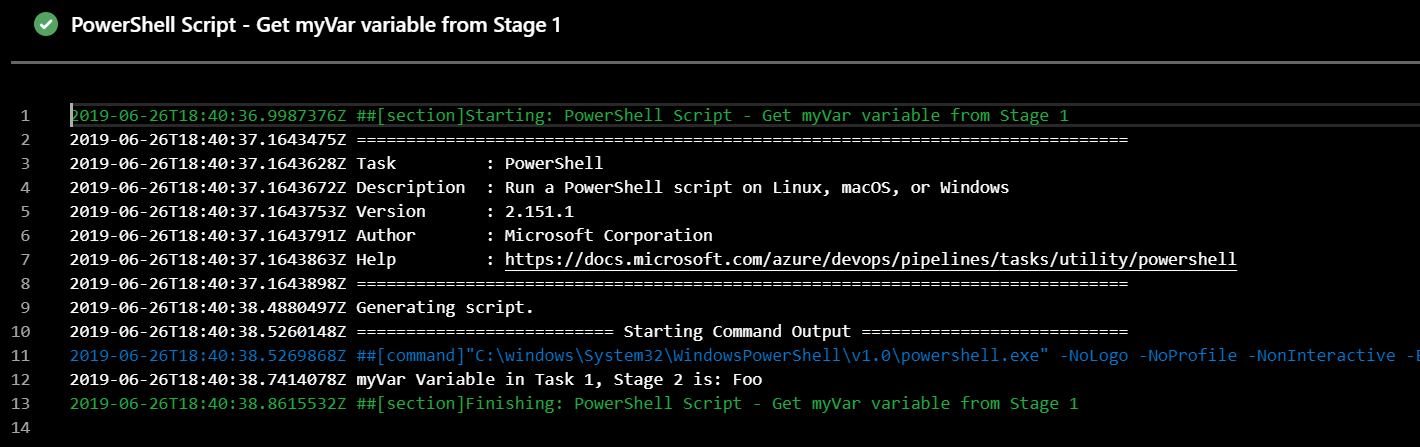 PowerShell Script - Get myVar variable from Stage 1
1 2019-06-26T18:40:36.9987376Z ##[section]Starting: PowerShell Script - Get myVar variable from Stage 1
2 2019-06-26T18:40:37.1643475Z ==============================================================================
3 2019-06-26T18:40:37.1643628Z Task         : PowerShell
4 2019-06-26T18:40:37.1643672Z Description  : Run a PowerShell script on Linux, macOS, or Windows
5 2019-06-26T18:40:37.1643753Z Version      : 2.151.1
6 2019-06-26T18:40:37.1643791Z Author       : Microsoft Corporation
7 2019-06-26T18:40:37.1643863Z Help         : https://docs.microsoft.com/azure/devops/pipelines/tasks/utility/powershell
8 2019-06-26T18:40:37.1643898Z ==============================================================================
9 2019-06-26T18:40:38.4880497Z Generating script.
10 2019-06-26T18:40:38.5260148Z ========================== Starting Command Output ===========================
11 2019-06-26T18:40:38.5269868Z ##[command]"C:\windows\System32\WindowsPowerShell\v1.0\powershell.exe" -NoLogo -NoProfile -NonInteractive -
12 2019-06-26T18:40:38.7414078Z myVar Variable in Task 1, Stage 2 is: Foo
13 2019-06-26T18:40:38.8615532Z ##[section]Finishing: PowerShell Script - Get myVar variable from Stage 1
14